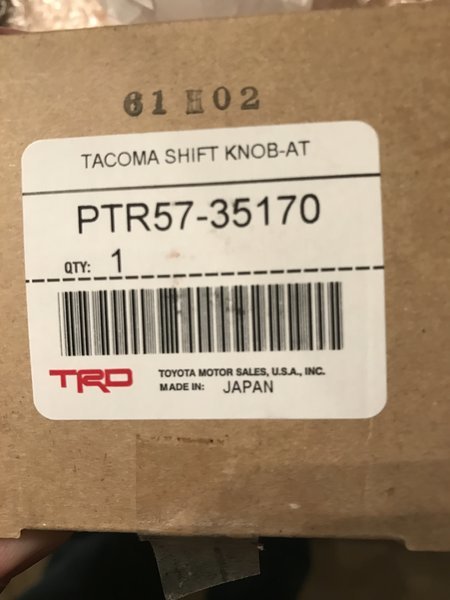 61 H02
TACOMA SHIFT KNOB-AT
PTR57-35170
QTY: 1
TRD
TOYOTA MOTOR SALES, U.S.A., INC.
MADE IN: JAPAN